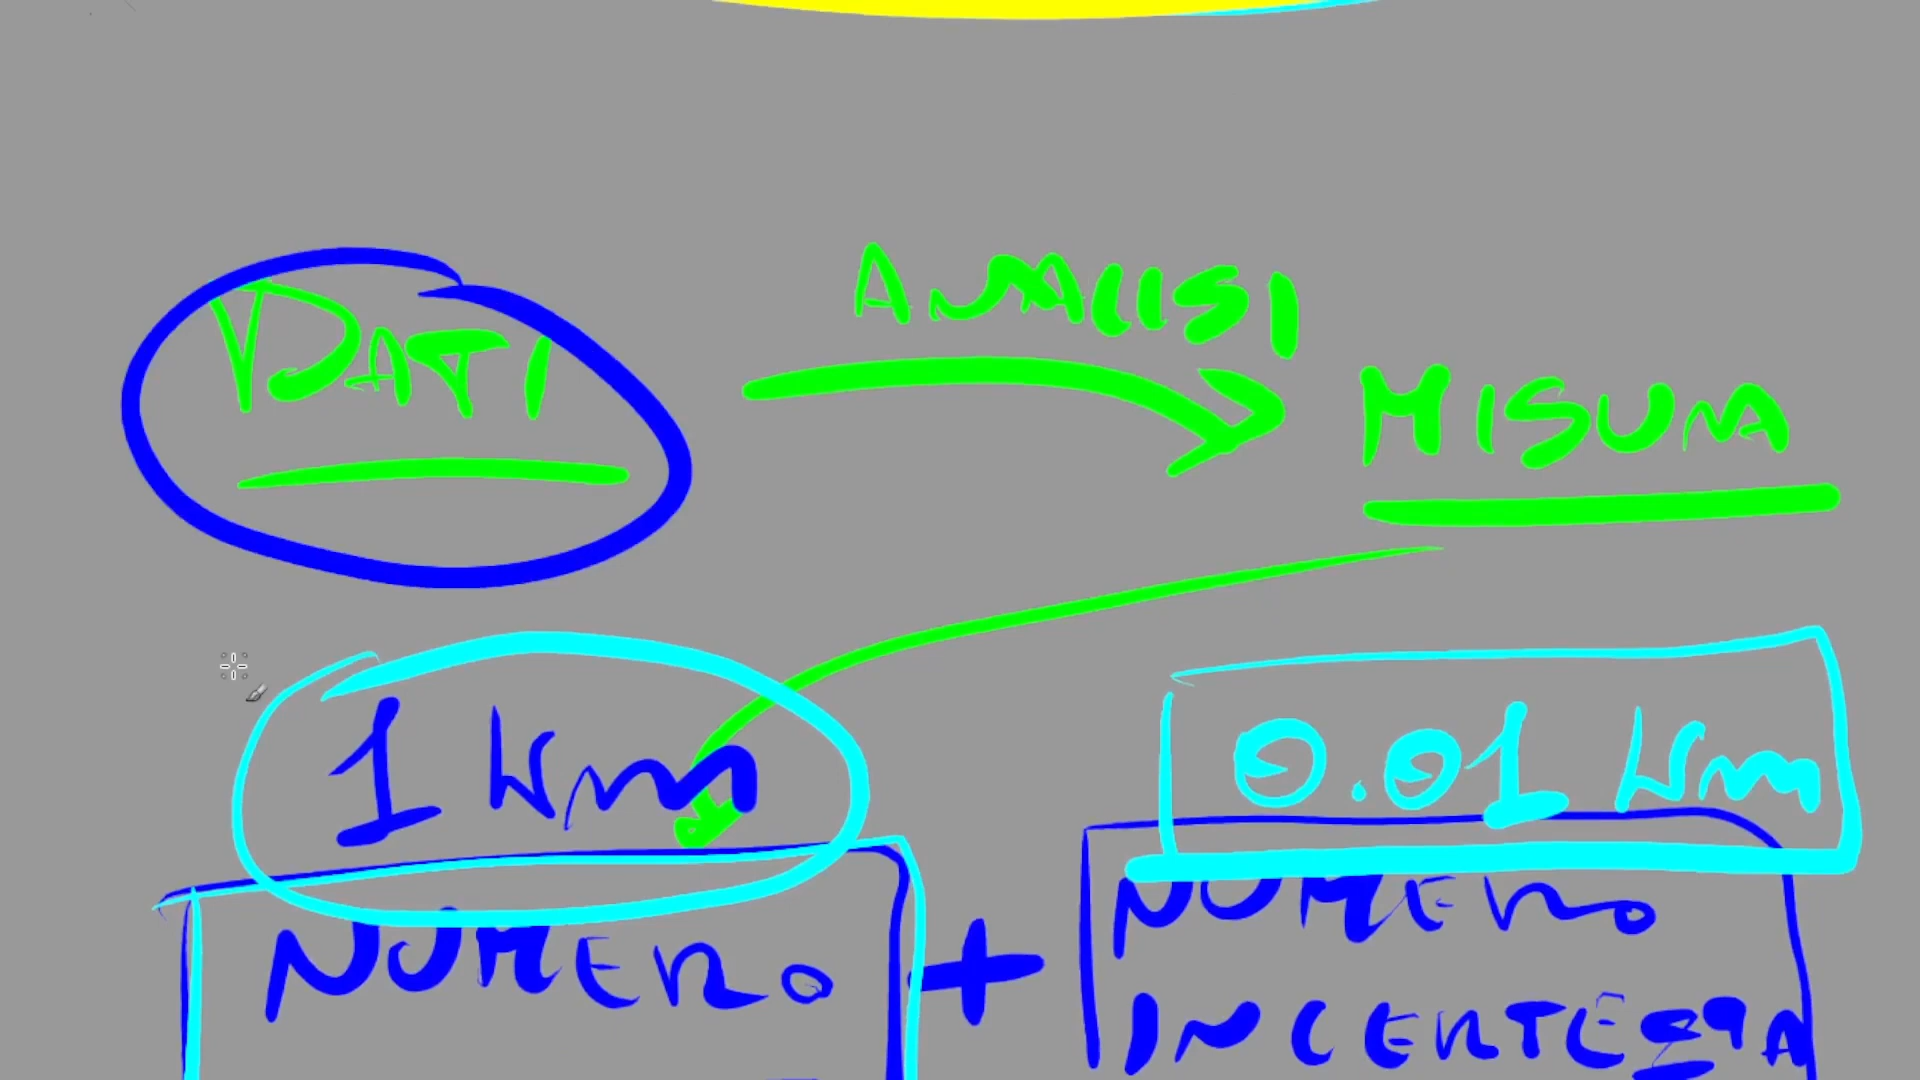 DATI
ANALISI
MISURA
1 Km
0.01 Km
NUMERO
+
NUMERO
INCERTEZZA